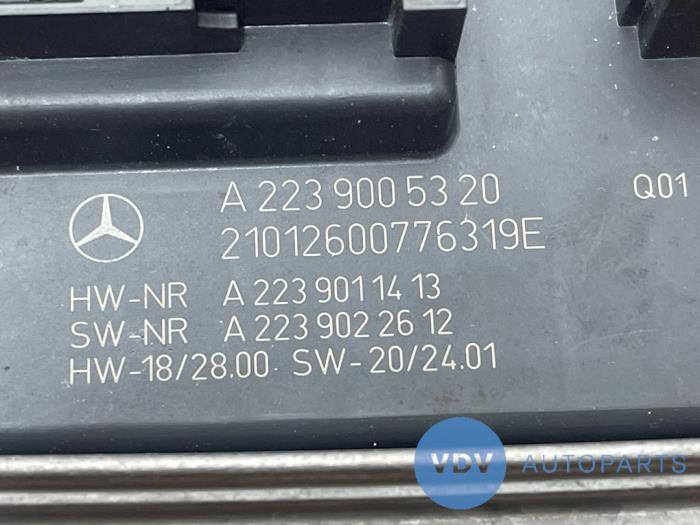 A 223 900 53 20 Q01
21012600776319E
HW-NR A 223 901 14 13
SW-NR A 223 902 26 12
HW-18/28.00 SW-20/24.01
VDV AUTOPARTS